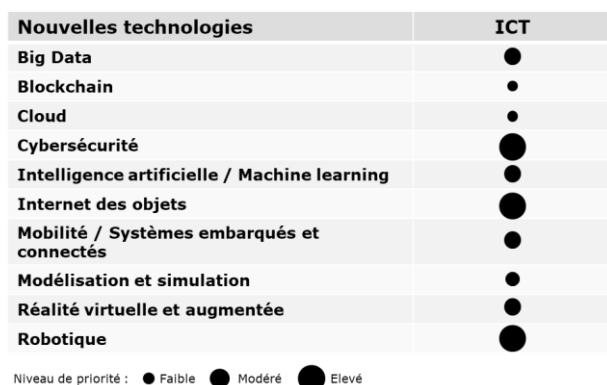 Nouvelles technologies ICT
Big Data
Blockchain
Cloud
Cybersécurité
Intelligence artificielle / Machine learning
Internet des objets
Mobilité / Systèmes embarqués et
connectés
Modélisation et simulation
Réalité virtuelle et augmentée
Robotique
Niveau de priorité : Faible Modéré Elevé